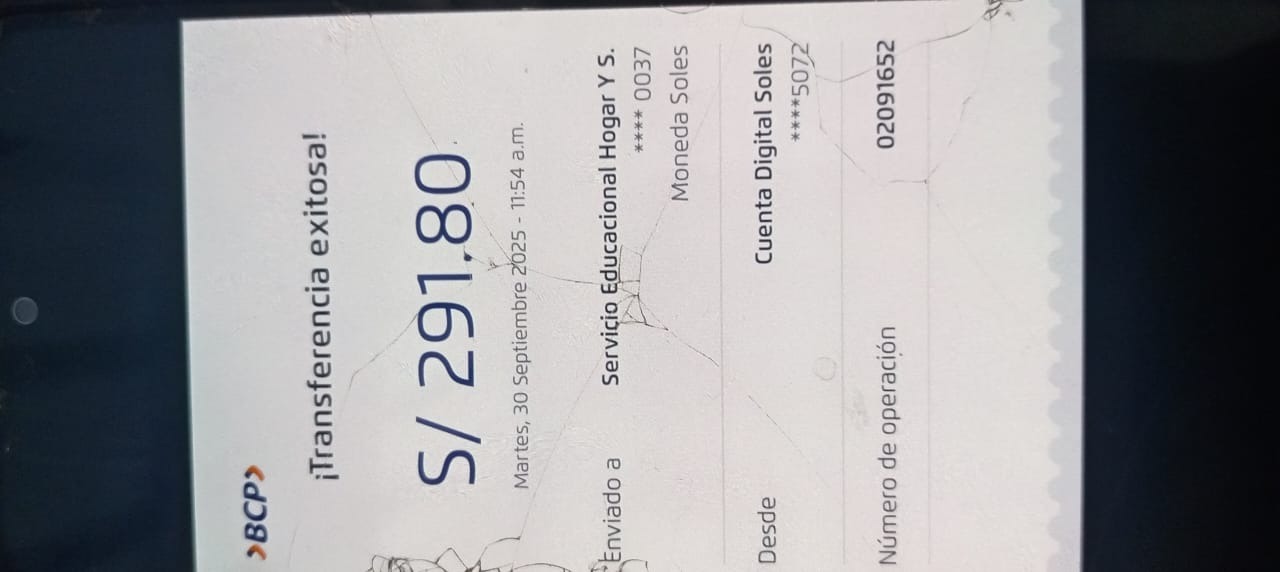 >BCP>
¡Transferencia exitosa!
S/ 291.80
Martes, 30 Septiembre 2025 - 11:54 a.m.
Enviado a Servicio Educacional Hogar Y S.
**** 0037
Moneda Soles
Desde Cuenta Digital Soles
****5072
Número de operación 02091652